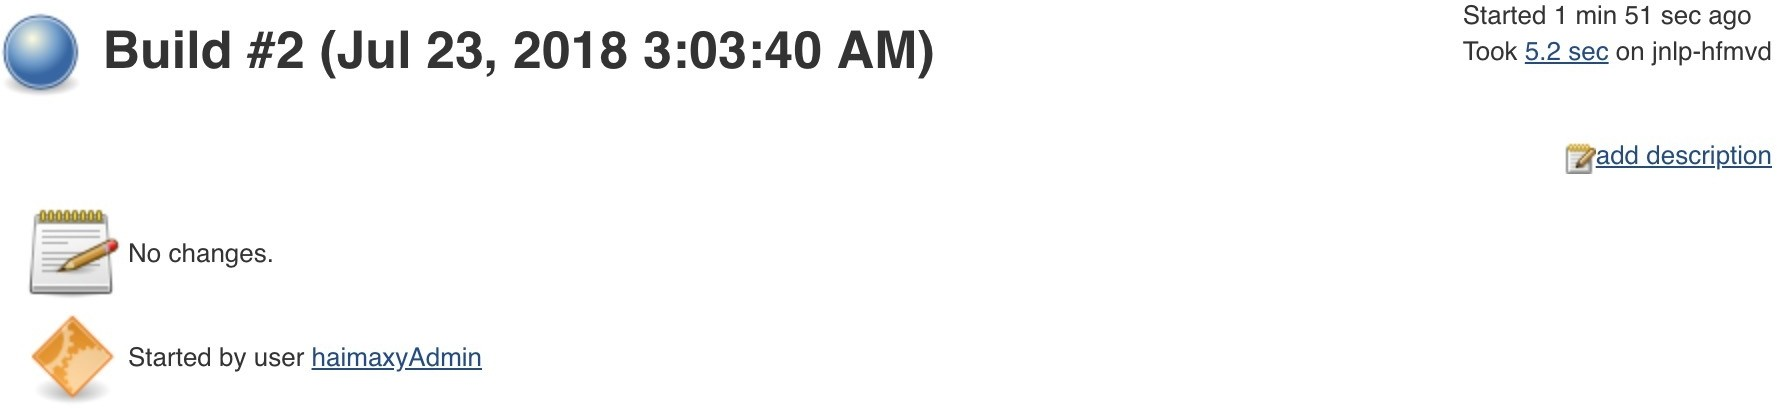 Started 1 min 51 sec ago
Build #2 (Jul 23, 2018 3:03:40 AM)
Took 5.2 sec on jnlp-hfmvd
add description
No changes.
Started by user haimaxyAdmin